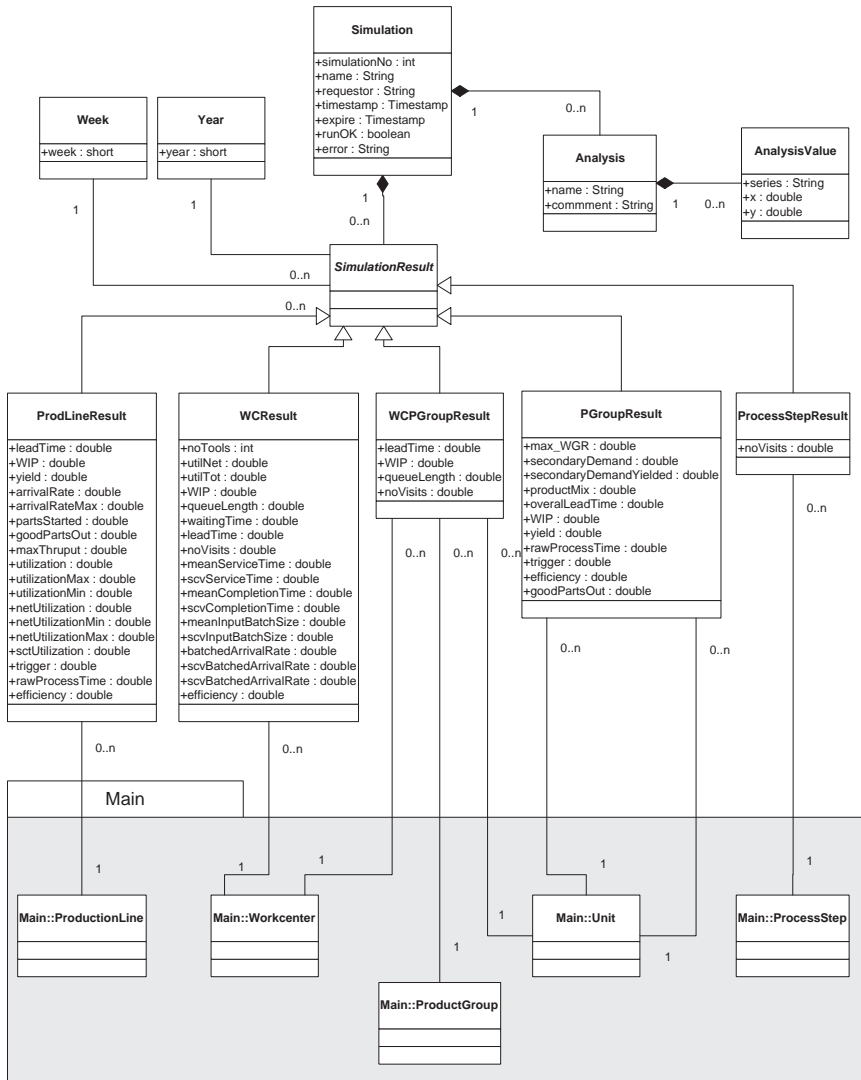 Simulation
+simulationNo : int
+name : String
+requestor : String
+timestamp : Timestamp
+expire : Timestamp
+runOK : boolean
+error : String
1
0..n
Week
+week : short
Year
+year : short
Analysis
+name : String
+commment : String
1
0..n
AnalysisValue
+series : String
+x : double
+y : double
1
0..n
1
1
SimulationResult
0..n
0..n
ProdLineResult
+leadTime : double
+WIP : double
+yield : double
+arrivalRate : double
+arrivalRateMax : double
+partsStarted : double
+goodPartsOut : double
+maxThruput : double
+utilization : double
+utilizationMax : double
+utilizationMin : double
+netUtilization : double
+netUtilizationMin : double
+netUtilizationMax : double
+sctUtilization : double
+trigger : double
+rawProcessTime : double
+efficiency : double
WCResult
+noTools : int
+utilNet : double
+utilTot : double
+WIP : double
+queueLength : double
+waitingTime : double
+leadTime : double
+noVisits : double
+meanServiceTime : double
+scvServiceTime : double
+meanCompletionTime : double
+scvCompletionTime : double
+meanInputBatchSize : double
+scvInputBatchSize : double
+batchedArrivalRate : double
+scvBatchedArrivalRate : double
+scvBatchedArrivalRate : double
+efficiency : double
WCPGroupResult
+leadTime : double
+WIP : double
+queueLength : double
+noVisits : double
PGroupResult
+max_WGR : double
+secondaryDemand : double
+secondaryDemandYielded : double
+productMix : double
+overalLeadTime : double
+WIP : double
+yield : double
+rawProcessTime : double
+trigger : double
+efficiency : double
+goodPartsOut : double
ProcessStepResult
+noVisits : double
0..n
0..n
0..n
0..n
0..n
0..n
0..n
0..n
Main
1
1
1
1
1
Main::ProductionLine
Main::Workcenter
1
Main::Unit
1
Main::ProcessStep
1
Main::ProductGroup